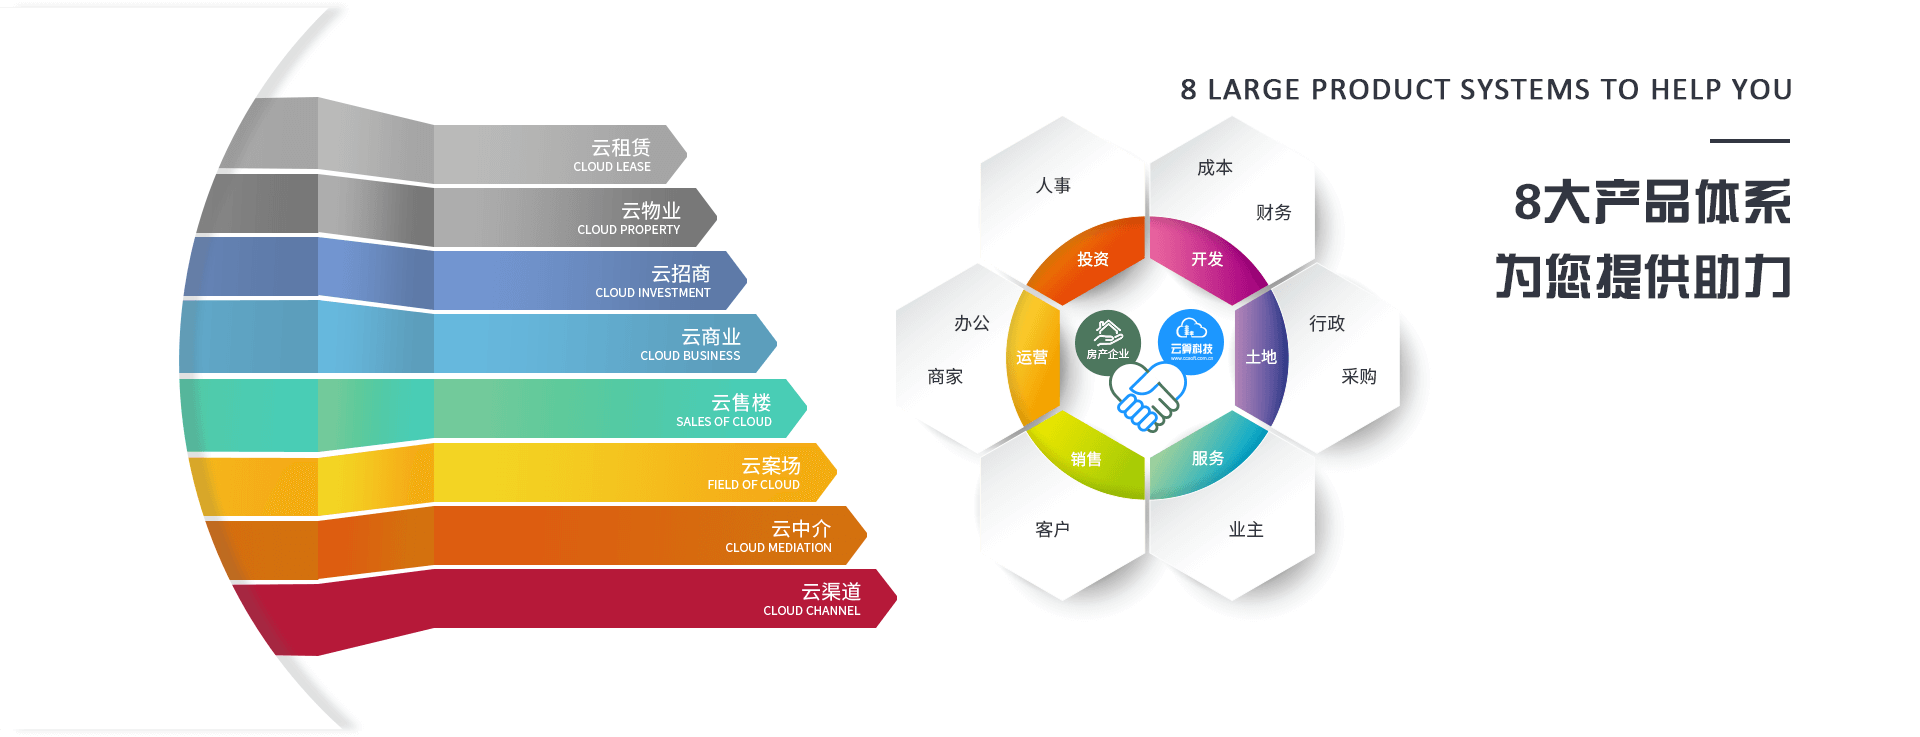 8 LARGE PRODUCT SYSTEMS TO HELP YOU
8大产品体系
为您提供助力
云租赁
CLOUD LEASE
云物业
CLOUD PROPERTY
云招商
CLOUD INVESTMENT
云商业
CLOUD BUSINESS
云售楼
SALES OF CLOUD
云案场
FIELD OF CLOUD
云中介
CLOUD MEDIATION
云渠道
CLOUD CHANNEL
人事
成本
财务
投资
开发
办公
商家
运营
房产企业
云翼科技
土地
行政
采购
销售
服务
客户
业主